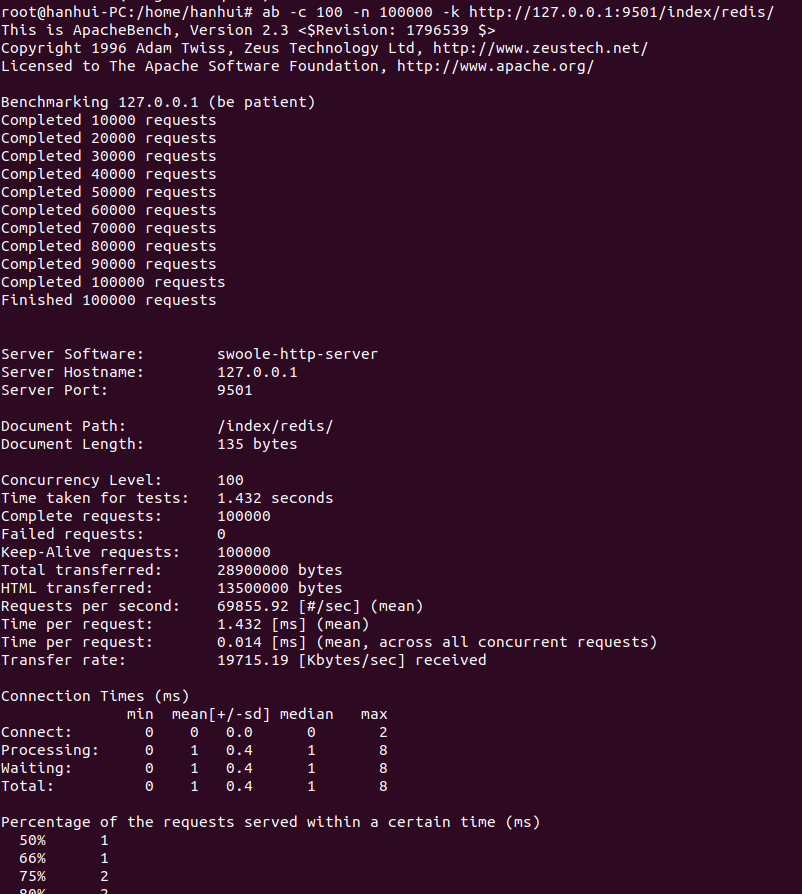 root@hanhui-PC:/home/hanhui# ab -c 100 -n 100000 -k http://127.0.0.1:9501/index/redis/
This is ApacheBench, Version 2.3 <$Revision: 1796539 $>
Copyright 1996 Adam Twiss, Zeus Technology Ltd, http://www.zeustech.net/
Licensed to The Apache Software Foundation, http://www.apache.org/

Benchmarking 127.0.0.1 (be patient)
Completed 10000 requests
Completed 20000 requests
Completed 30000 requests
Completed 40000 requests
Completed 50000 requests
Completed 60000 requests
Completed 70000 requests
Completed 80000 requests
Completed 90000 requests
Completed 100000 requests
Finished 100000 requests


Server Software:        swoole-http-server
Server Hostname:        127.0.0.1
Server Port:            9501

Document Path:          /index/redis/
Document Length:        135 bytes

Concurrency Level:      100
Time taken for tests:   1.432 seconds
Complete requests:      100000
Failed requests:        0
Keep-Alive requests:    100000
Total transferred:      28900000 bytes
HTML transferred:       13500000 bytes
Requests per second:    69855.92 [#/sec] (mean)
Time per request:       1.432 [ms] (mean)
Time per request:       0.014 [ms] (mean, across all concurrent requests)
Transfer rate:          19715.19 [Kbytes/sec] received

Connection Times (ms)
              min  mean[+/-sd] median   max
Connect:        0    0   0.0      0       2
Processing:     0    1   0.4      1       8
Waiting:        0    1   0.4      1       8
Total:          0    1   0.4      1       8

Percentage of the requests served within a certain time (ms)
  50%      1
  66%      1
  75%      2
  80%      2